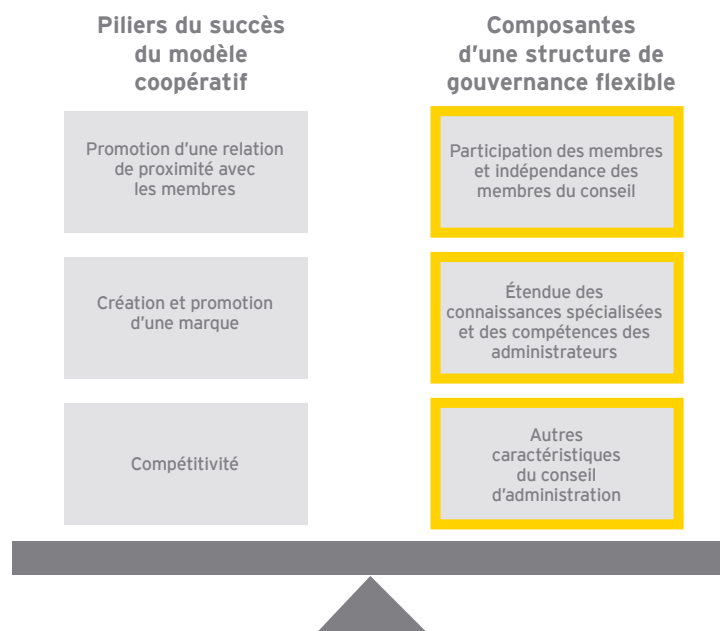 Piliers du succès
du modèle
coopératif
Promotion d’une relation
de proximité avec
les membres
Création et promotion
d’une marque
Compétitivité
Composantes
d’une structure de
gouvernance flexible
Participation des membres
et indépendance des
membres du conseil
Étendue des
connaissances spécialisées
et des compétences des
administrateurs
Autres
caractéristiques
du conseil
d’administration